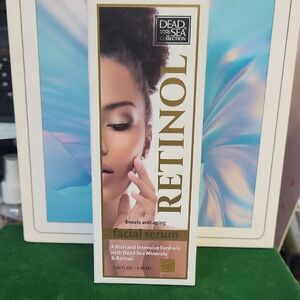 DEAD
SEA
COLLECTION
RETINOL
boosts anti-aging
facial serum
A Rich and Intensive Formula
with Dead Sea Minerals
& Retinol